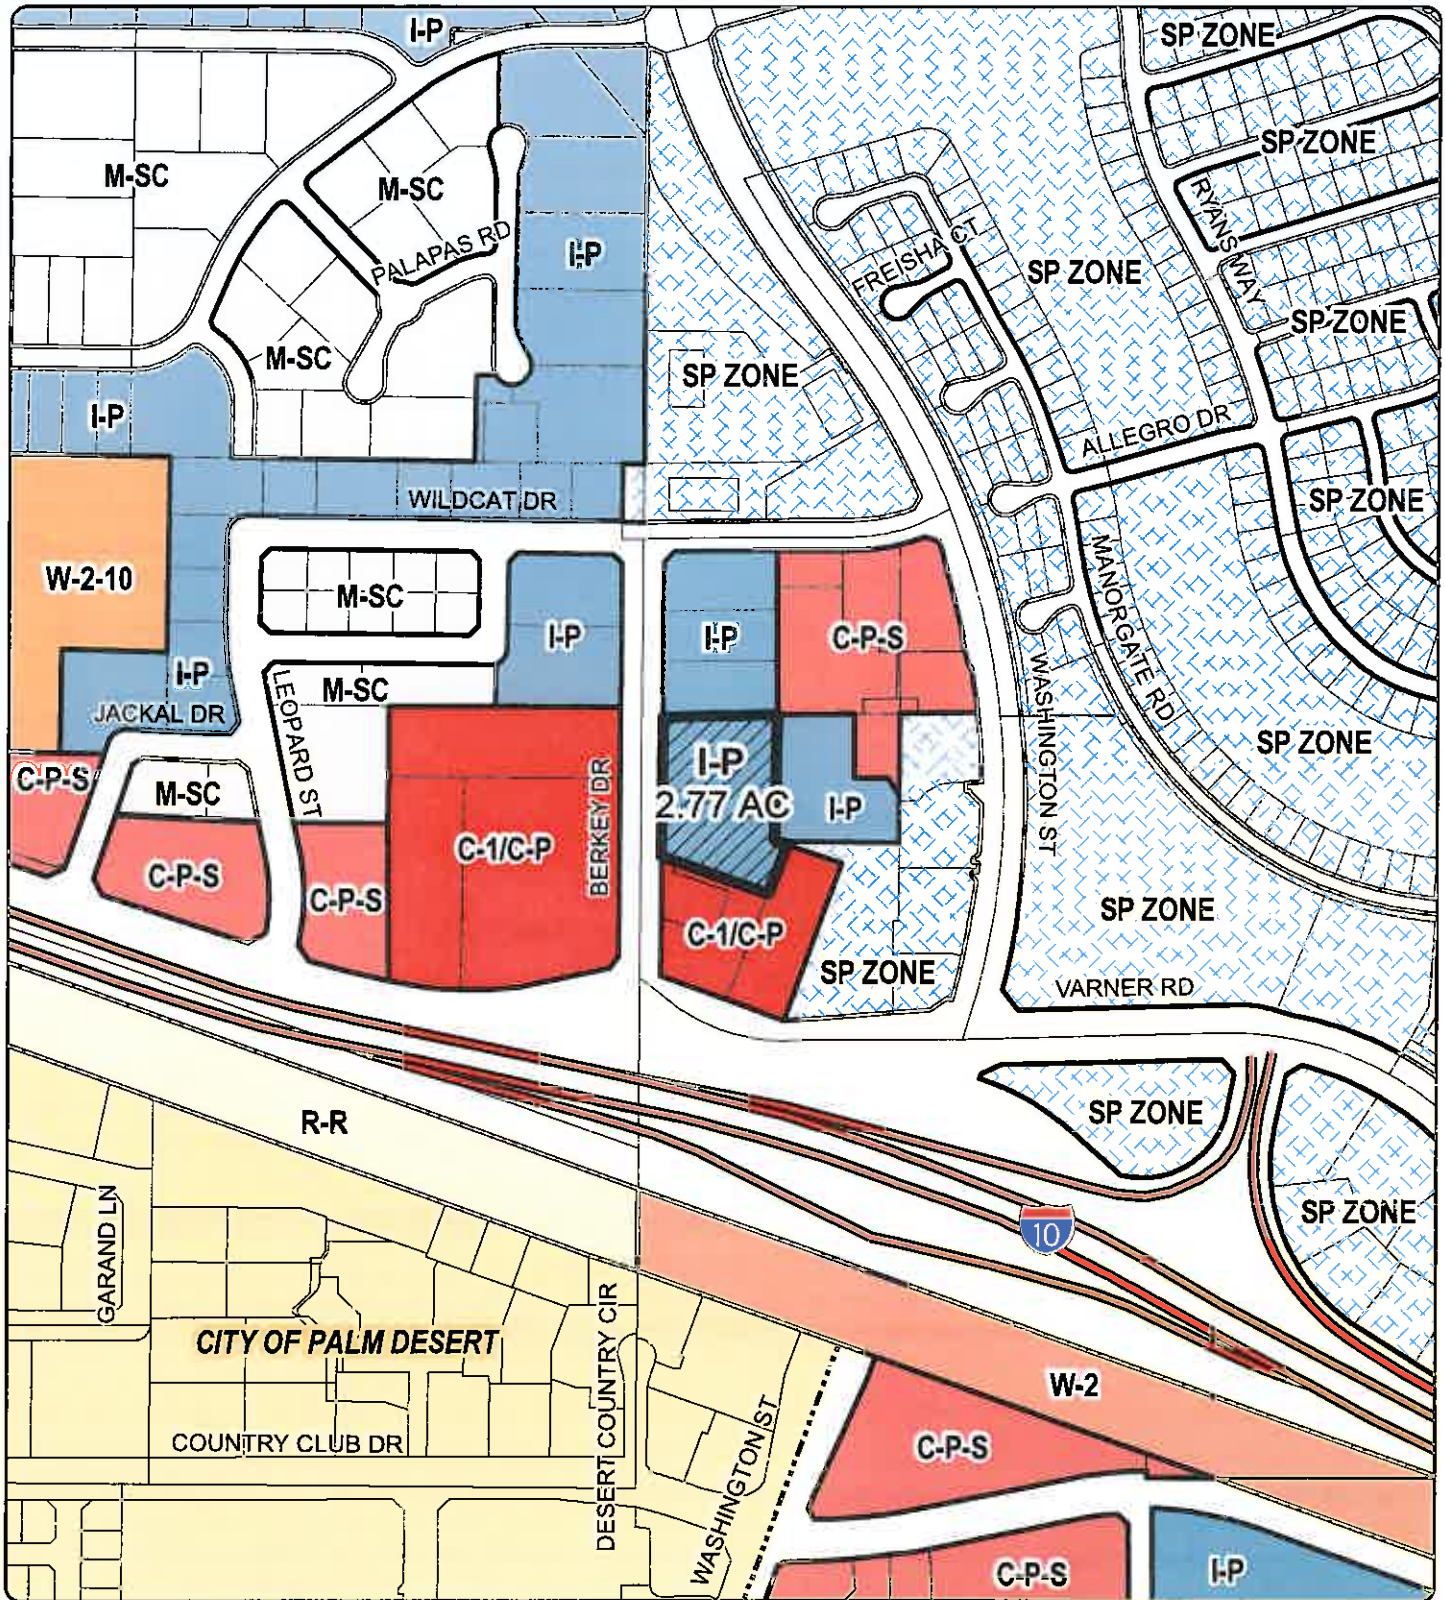 I-P
SP ZONE
SP ZONE
M-SC
M-SC
RYANS WAY
PALAPAS RD
I-P
FREISHA CT
SP ZONE
SP ZONE
M-SC
SP ZONE
I-P
ALLEGRO DR
WILDCAT DR
SP ZONE
W-2-10
M-SC
I-P
I-P
C-P-S
MANORGATE RD
I-P
M-SC
LEOPARD ST
JACKAL DR
WASHINGTON ST
SP ZONE
C-P-S
M-SC
I-P
2.77 AC
I-P
BERKEY DR
C-1/C-P
C-P-S
C-P-S
SP ZONE
C-1/C-P
SP ZONE
VARNER RD
R-R
SP ZONE
SP ZONE
10
GARAND LN
CITY OF PALM DESERT
DESERT COUNTRY CIR
W-2
COUNTRY CLUB DR
WASHINGTON ST
C-P-S
C-P-S
I-P